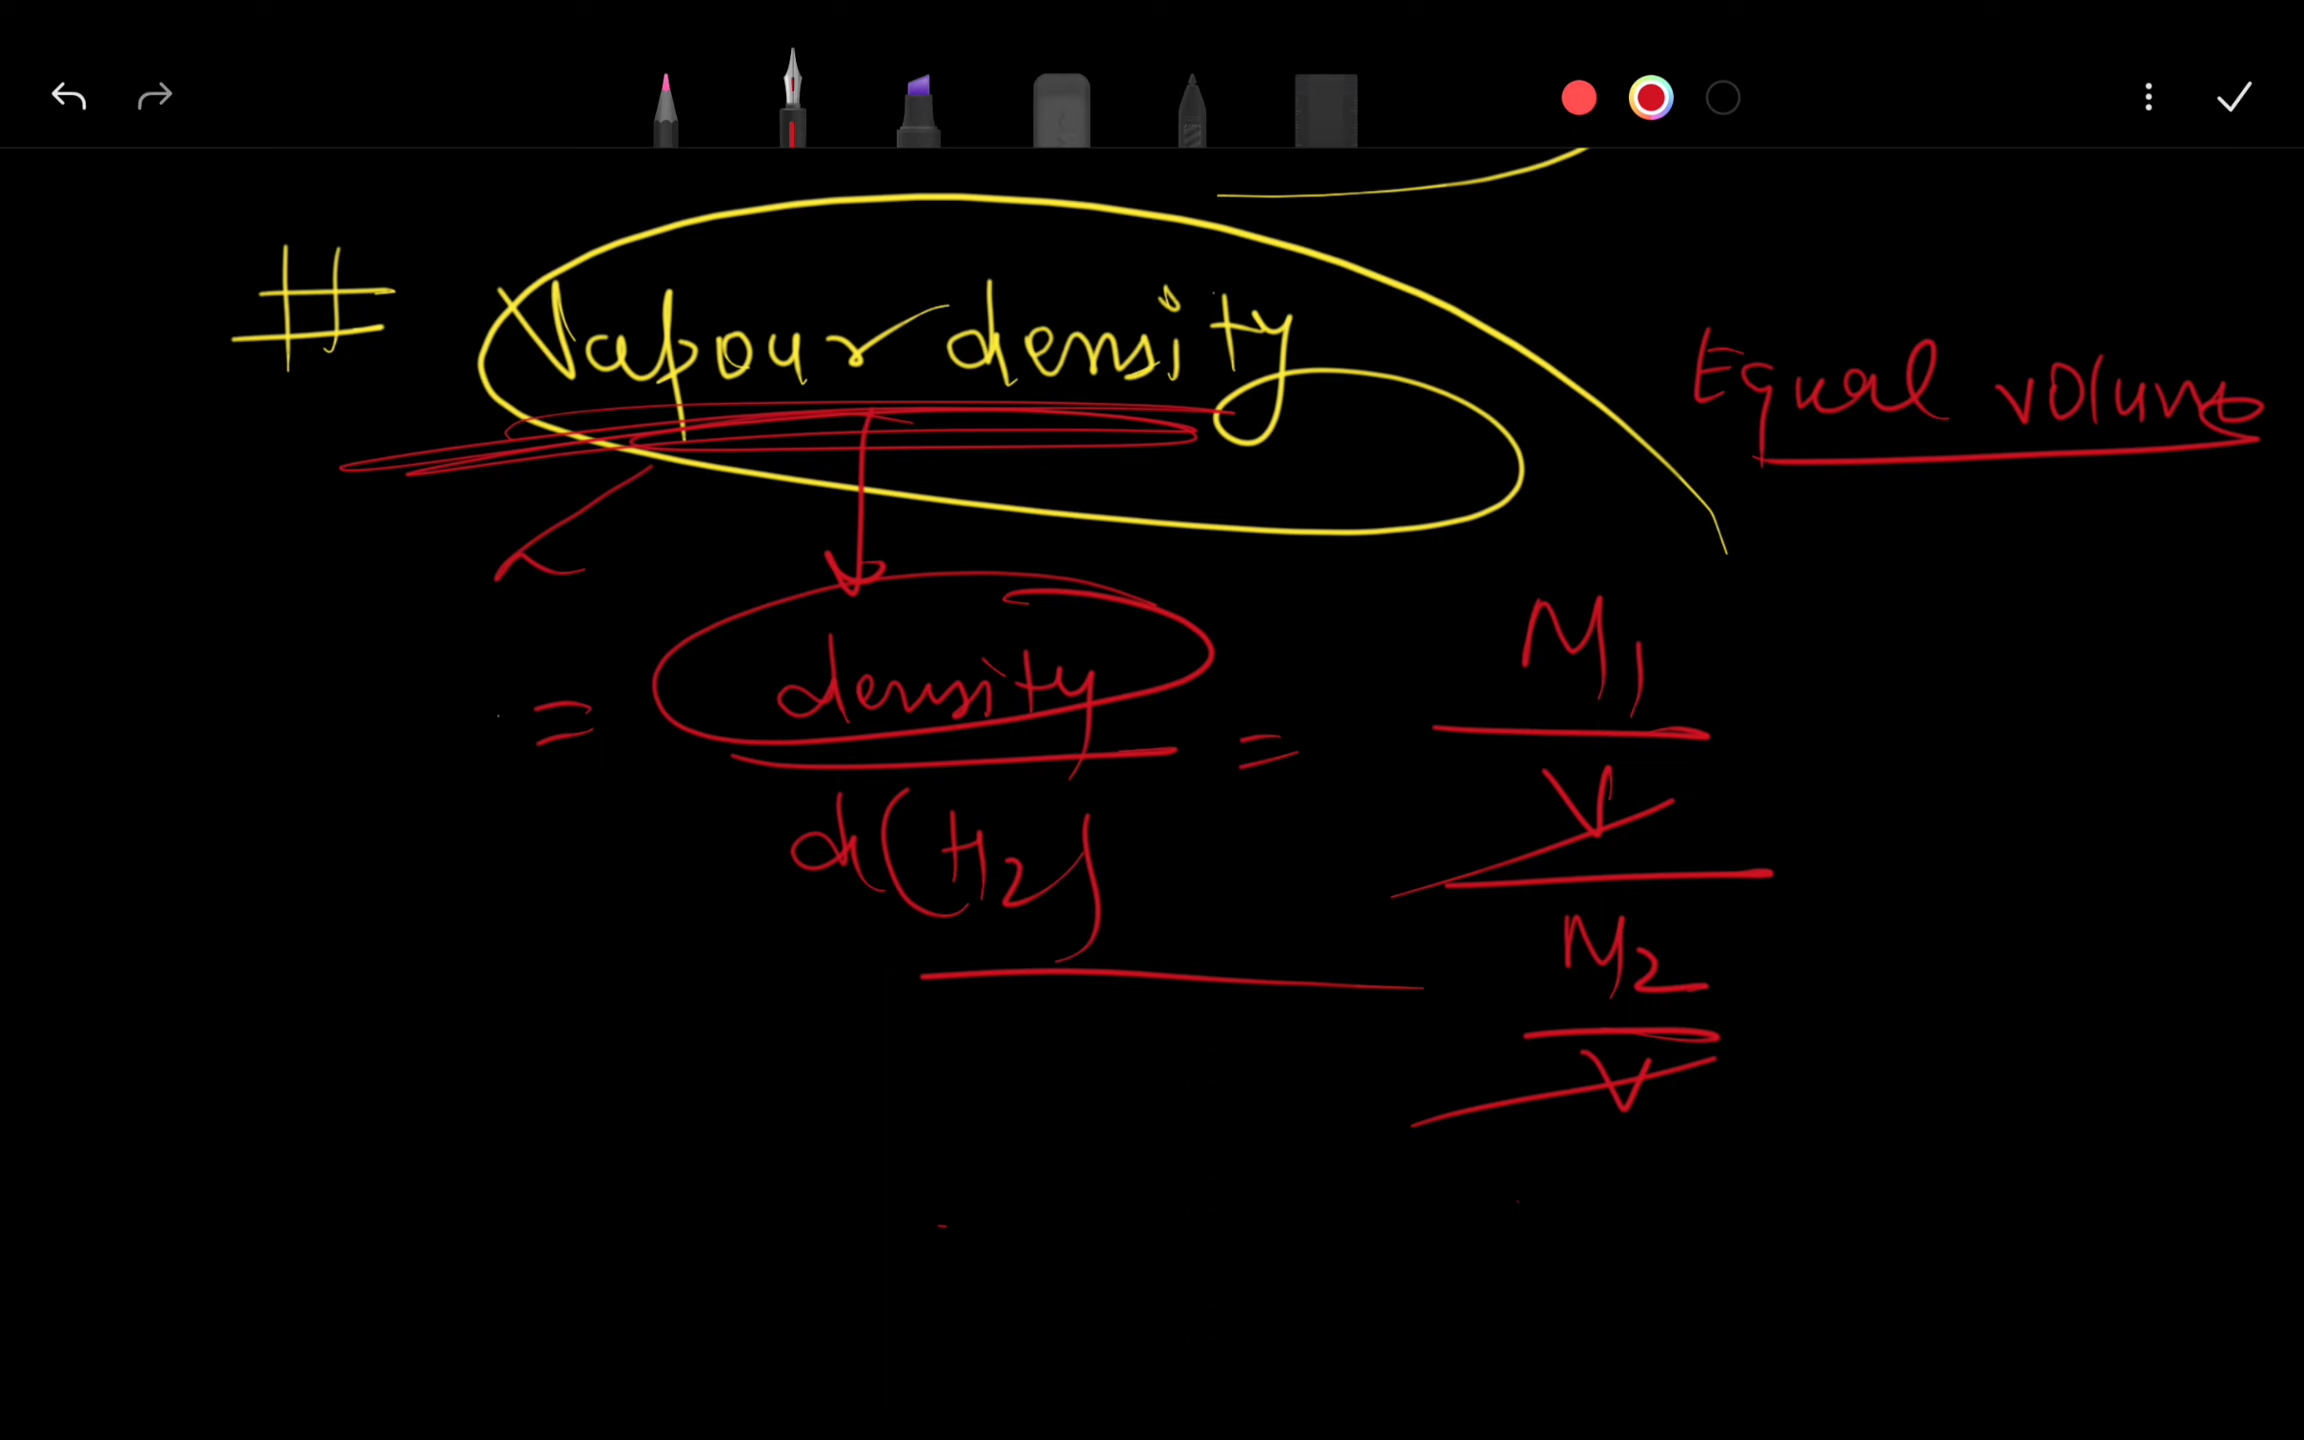 # Vapour density
Equal volume
= density / d(H2) = M1 / V / M2 / V